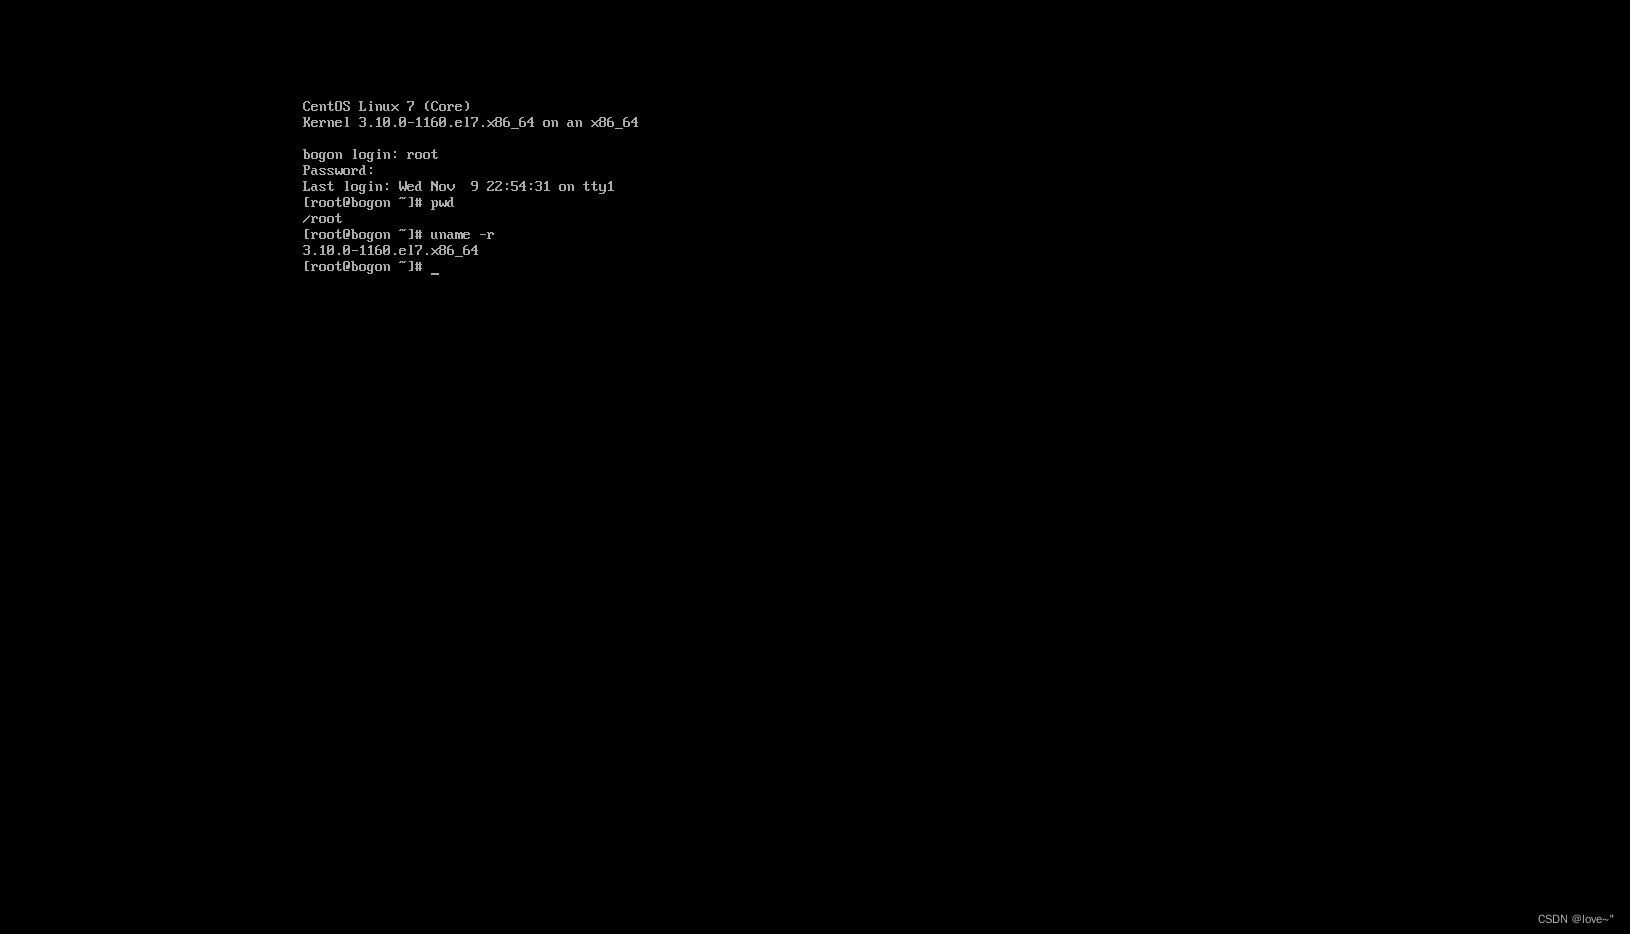 CentOS Linux 7 (Core)
Kernel 3.10.0-1160.el7.x86_64 on an x86_64
bogon login: root
Password:
Last login: Wed Nov  9 22:54:31 on tty1
[root@bogon ~]# pwd
/root
[root@bogon ~]# uname -r
3.10.0-1160.el7.x86_64
[root@bogon ~]# _
CSDN @love~"